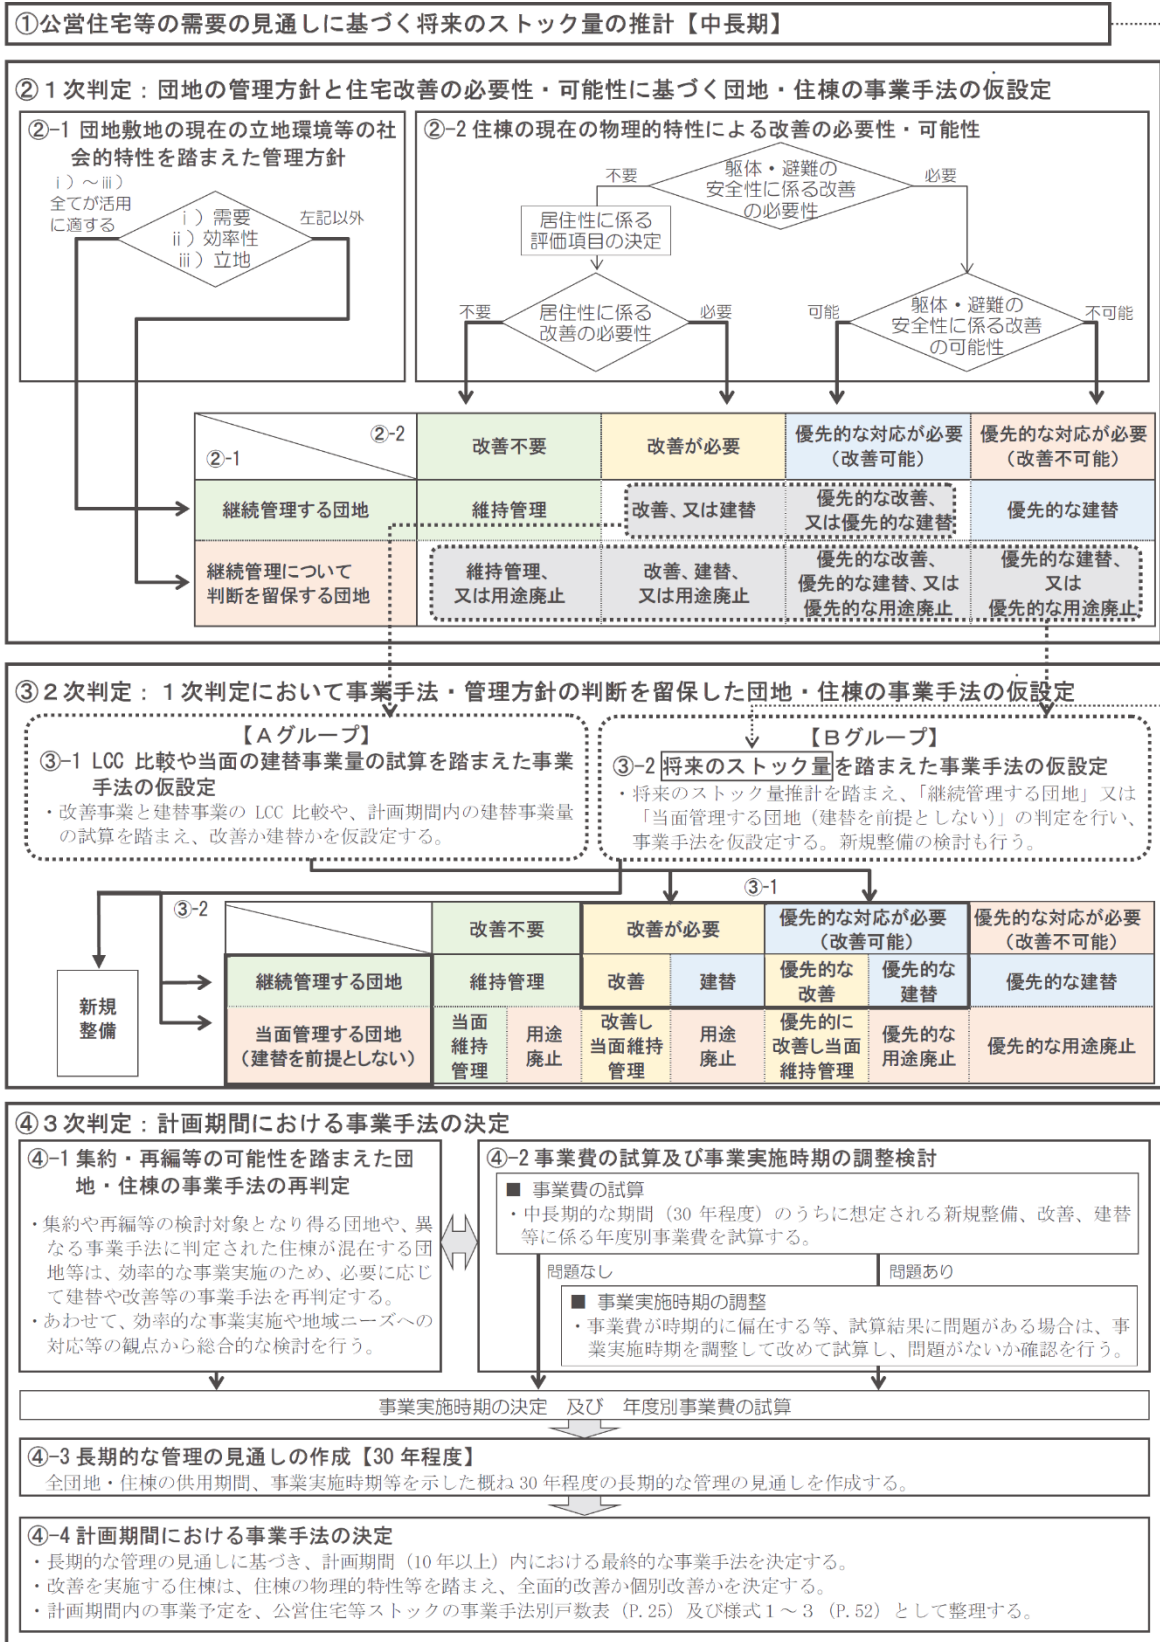 ①公営住宅等の需要の見通しに基づく将来のストック量の推計【中長期】
②１次判定：団地の管理方針と住宅改善の必要性・可能性に基づく団地・住棟の事業手法の仮設定
②-1 団地敷地の現在の立地環境等の社
会的特性を踏まえた管理方針
ⅰ）～ⅲ）
全てが活用
に適する
ⅰ）需要
ⅱ）効率性
ⅲ）立地
左記以外
②-2 住棟の現在の物理的特性による改善の必要性・可能性
不要
躯体・避難の
安全性に係る改善
の必要性
必要
居住性に係る
評価項目の決定
不要
居住性に係る
改善の必要性
必要
可能
躯体・避難の
安全性に係る改善
の可能性
不可能
②-2
②-1
改善不要
改善が必要
優先的な対応が必要
（改善可能）
優先的な対応が必要
（改善不可能）
継続管理する団地
維持管理
改善、又は建替
優先的な改善、
又は優先的な建替
優先的な建替
継続管理について
判断を留保する団地
維持管理、
又は用途廃止
改善、建替、
又は用途廃止
優先的な改善、
優先的な建替、又は
優先的な用途廃止
優先的な建替、
又は
優先的な用途廃止
③２次判定：１次判定において事業手法・管理方針の判断を留保した団地・住棟の事業手法の仮設定
【Ａグループ】
③-1 LCC 比較や当面の建替事業量の試算を踏まえた事業
手法の仮設定
・改善事業と建替事業の LCC 比較や、計画期間内の建替事業量
の試算を踏まえ、改善か建替かを仮設定する。
【Ｂグループ】
③-2 将来のストック量を踏まえた事業手法の仮設定
・将来のストック量推計を踏まえ、「継続管理する団地」又は
「当面管理する団地（建替を前提としない）」の判定を行い、
事業手法を仮設定する。新規整備の検討も行う。
③-1
③-2
新規
整備
改善不要
改善が必要
優先的な対応が必要
（改善可能）
優先的な対応が必要
（改善不可能）
継続管理する団地
維持管理
改善
建替
優先的な
改善
優先的な
建替
優先的な建替
当面管理する団地
（建替を前提としない）
当面
維持
管理
用途
廃止
改善し
当面維持
管理
用途
廃止
優先的に
改善し当面
維持管理
優先的な
用途廃止
優先的な用途廃止
④３次判定：計画期間における事業手法の決定
④-1 集約・再編等の可能性を踏まえた団
地・住棟の事業手法の再判定
・集約や再編等の検討対象となり得る団地や、異
なる事業手法に判定された住棟が混在する団
地等は、効率的な事業実施のため、必要に応じ
て建替や改善等の事業手法を再判定する。
・あわせて、効率的な事業実施や地域ニーズへの
対応等の観点から総合的な検討を行う。
④-2 事業費の試算及び事業実施時期の調整検討
■ 事業費の試算
・中長期的な期間（30 年程度）のうちに想定される新規整備、改善、建替
等に係る年度別事業費を試算する。
問題なし
問題あり
■ 事業実施時期の調整
・事業費が時期的に偏在する等、試算結果に問題がある場合は、事
業実施時期を調整して改めて試算し、問題がないか確認を行う。
事業実施時期の決定 及び 年度別事業費の試算
④-3 長期的な管理の見通しの作成【30 年程度】
全団地・住棟の供用期間、事業実施時期等を示した概ね 30 年程度の長期的な管理の見通しを作成する。
④-4 計画期間における事業手法の決定
・長期的な管理の見通しに基づき、計画期間（10 年以上）内における最終的な事業手法を決定する。
・改善を実施する住棟は、住棟の物理的特性等を踏まえ、全面的改善か個別改善かを決定する。
・計画期間内の事業予定を、公営住宅等ストックの事業手法別戸数表（P.25）及び様式１～３（P.52）として整理する。